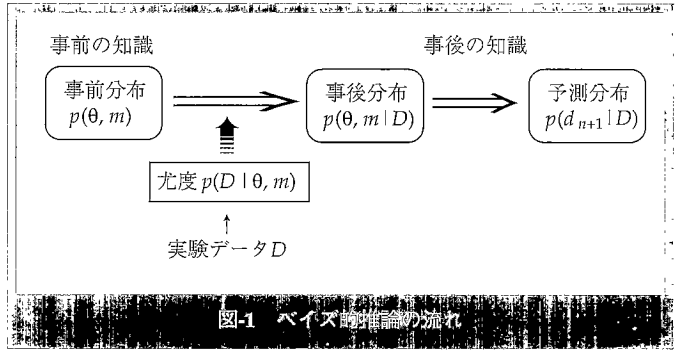 事前の知識
事後の知識
事前分布
p(θ, m)
事後分布
p(θ, m | D)
予測分布
p(d n+1 | D)
尤度 p(D | θ, m)
実験データD
図-1 ベイズ的推論の流れ